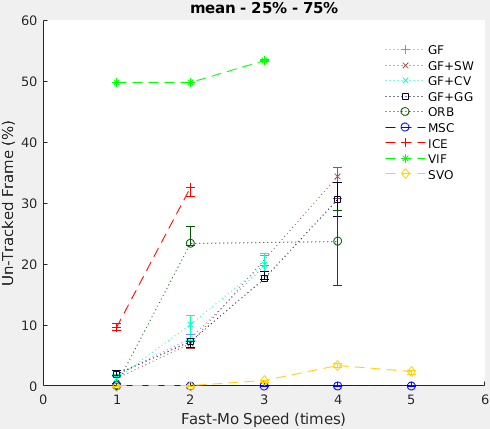 mean - 25% - 75%
Un-Tracked Frame (%)
60
50
40
30
20
10
0
GF
GF+SW
GF+CV
GF+GG
ORB
MSC
ICE
VIF
SVO
0 1 2 3 4 5 6
Fast-Mo Speed (times)